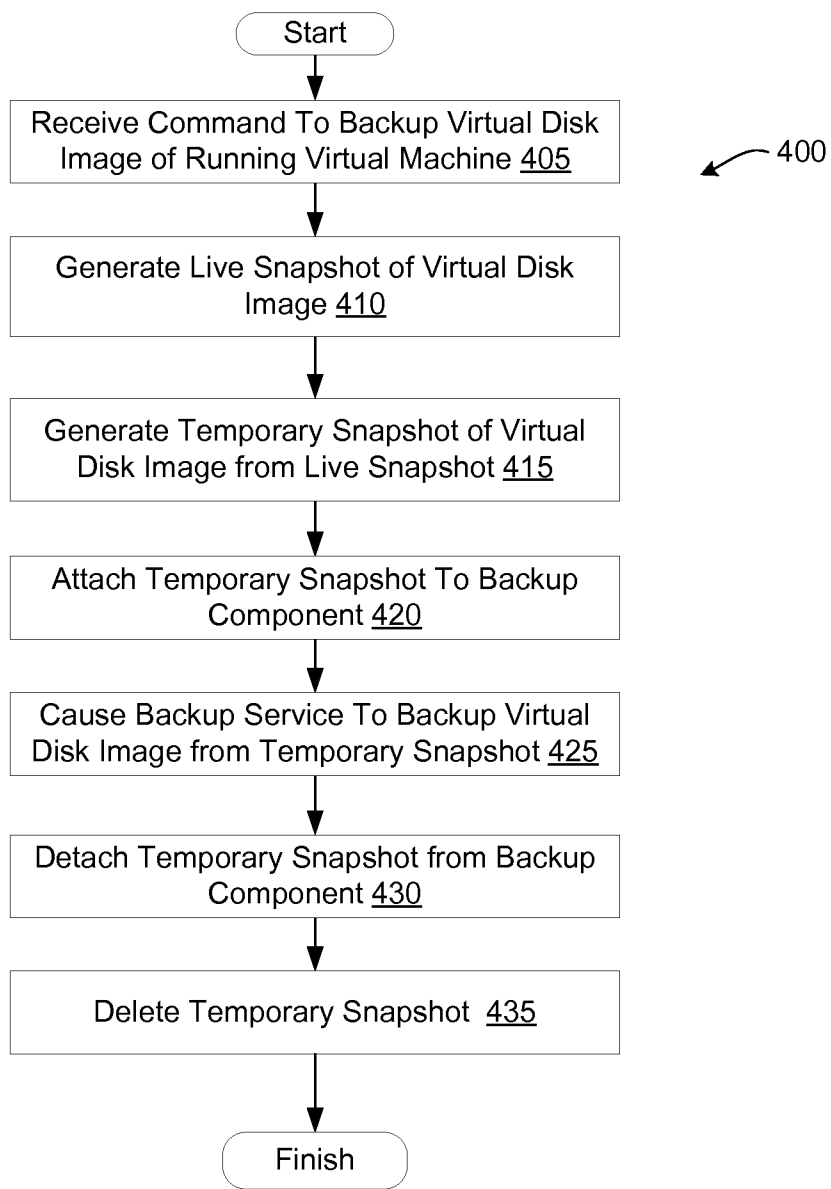 Start
Receive Command To Backup Virtual Disk
Image of Running Virtual Machine 405
400
Generate Live Snapshot of Virtual Disk
Image 410
Generate Temporary Snapshot of Virtual
Disk Image from Live Snapshot 415
Attach Temporary Snapshot To Backup
Component 420
Cause Backup Service To Backup Virtual
Disk Image from Temporary Snapshot 425
Detach Temporary Snapshot from Backup
Component 430
Delete Temporary Snapshot 435
Finish